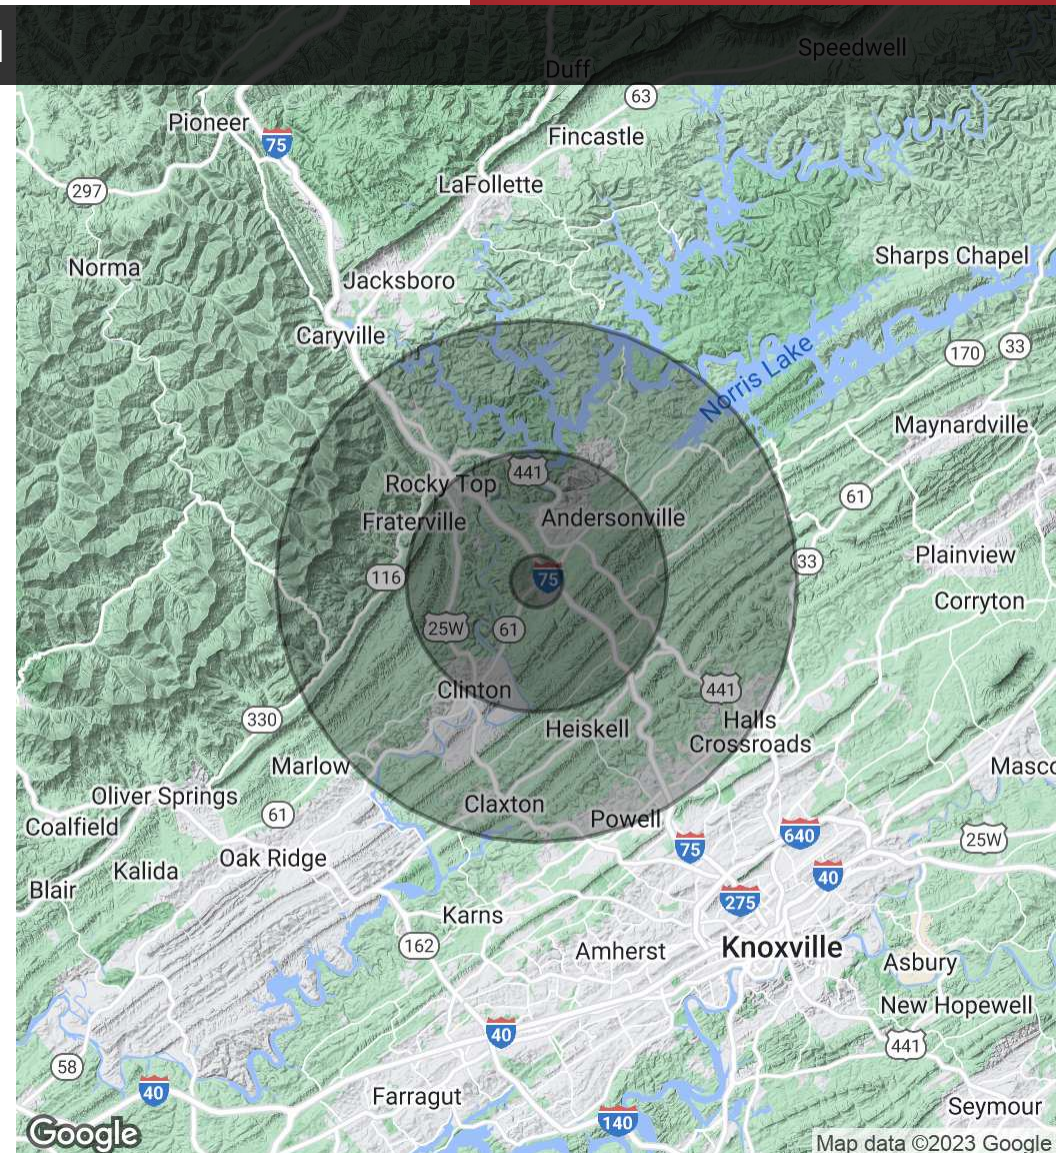 Speedwell
Duff
63
Pioneer
75
Fincastle
LaFollette
297
Sharps Chapel
Norma
Jacksboro
Caryville
Norris Lake
170
33
Maynardville
441
Rocky Top
61
Fraterville
Andersonville
Plainview
33
116
75
Corryton
25W
61
Clinton
441
330
Heiskell
Halls
Crossroads
Marlow
Masco
Oliver Springs
Claxton
61
Powell
Coalfield
640
25W
75
Oak Ridge
Kalida
40
Blair
275
Karns
162
Amherst
Knoxville
Asbury
New Hopewell
40
441
58
40
Farragut
Seymour
140
Google
Map data ©2023 Google